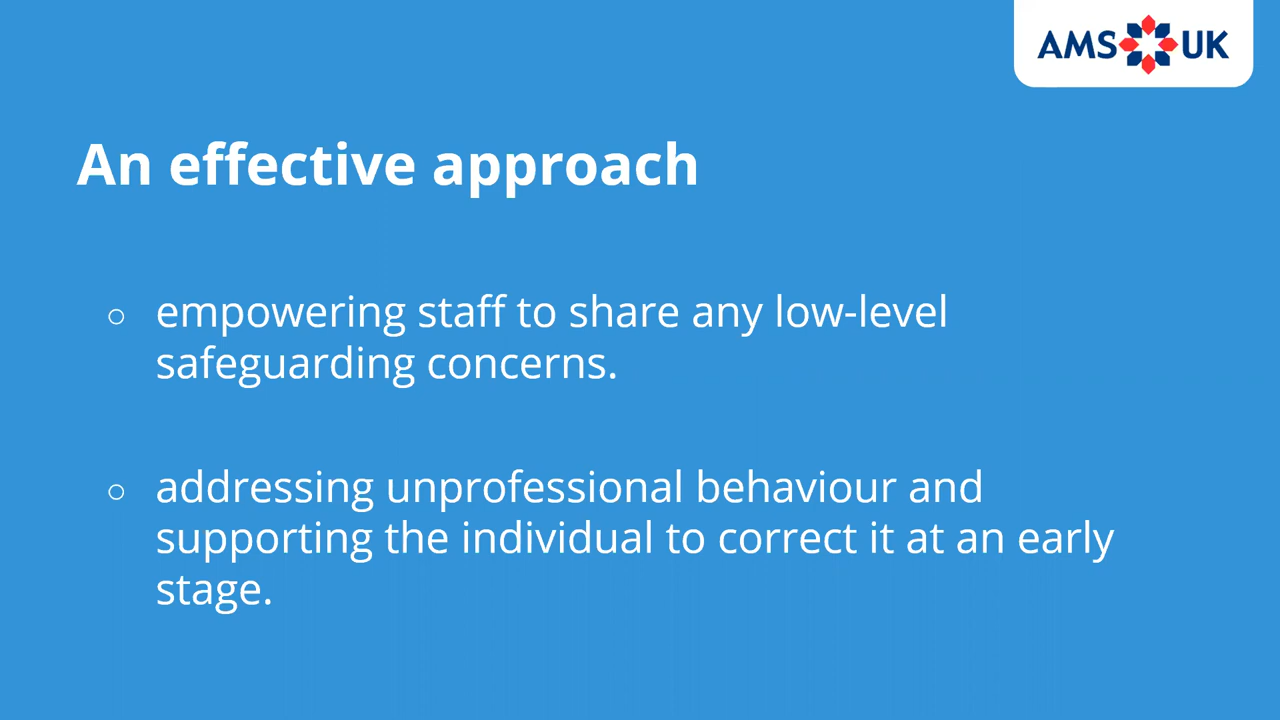 AMS UK
An effective approach
○ empowering staff to share any low-level
safeguarding concerns.
○ addressing unprofessional behaviour and
supporting the individual to correct it at an early
stage.